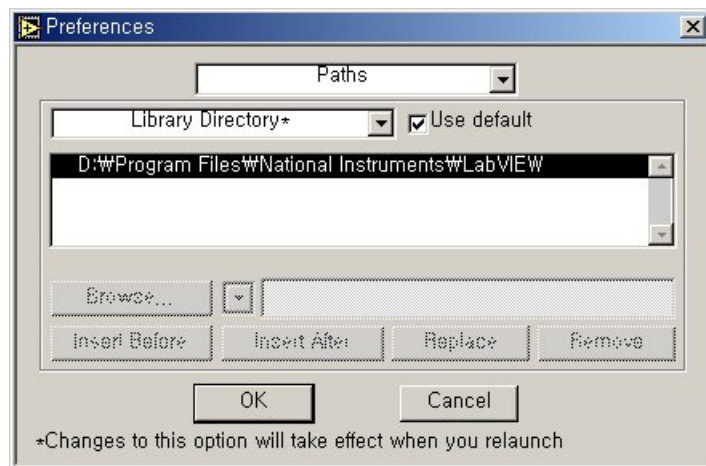 Preferences
Paths
Library Directory*
Use default
D:₩Program Files₩National Instruments₩LabVIEW
Browse...
Insert Before Insert After Replace Remove
OK Cancel
*Changes to this option will take effect when you relaunch